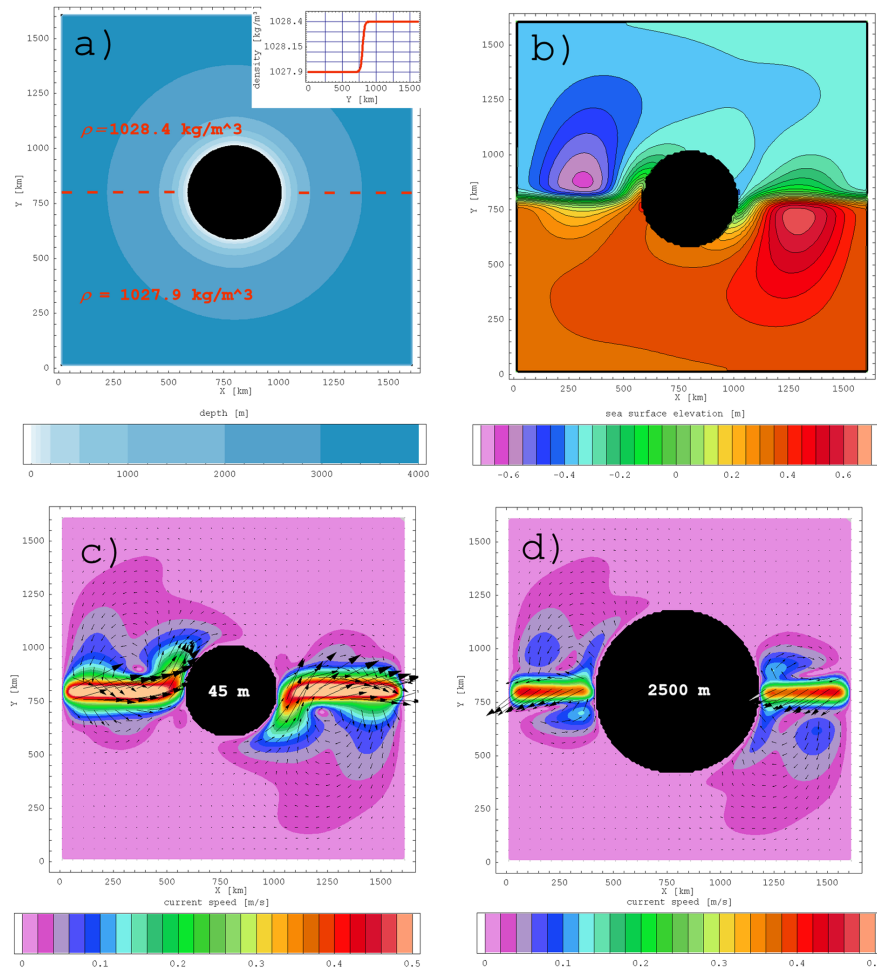 a)
density [kg/m³]
1028.4
1028.15
1027.9
0 250 500 750 1000 1250 1500
Y [km]
ρ=1028.4 kg/m^3
ρ = 1027.9 kg/m^3
Y [km]
1500
1250
1000
750
500
250
0
0 250 500 750 1000 1250 1500
X [km]
depth [m]
0 1000 2000 3000 4000
b)
Y [km]
1500
1250
1000
750
500
250
0
0 250 500 750 1000 1250 1500
X [km]
sea surface elevation [m]
-0.6 -0.4 -0.2 0 0.2 0.4 0.6
c)
45 m
Y [km]
1500
1250
1000
750
500
250
0
0 250 500 750 1000 1250 1500
X [km]
current speed [m/s]
0 0.1 0.2 0.3 0.4 0.5
d)
2500 m
Y [km]
1500
1250
1000
750
500
250
0
0 250 500 750 1000 1250 1500
X [km]
current speed [m/s]
0 0.1 0.2 0.3 0.4 0.